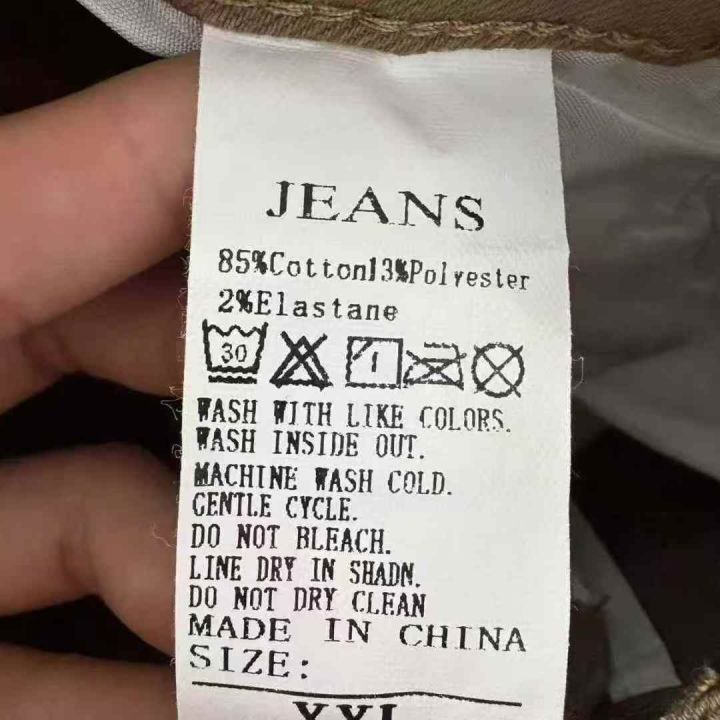 JEANS
85%Cotton13%Polyester
2%Elastane
30
WASH WITH LIKE COLORS.
WASH INSIDE OUT.
MACHINE WASH COLD.
GENTLE CYCLE.
DO NOT BLEACH.
LINE DRY IN SHADN.
DO NOT DRY CLEAN
MADE IN CHINA
SIZE:
XXL